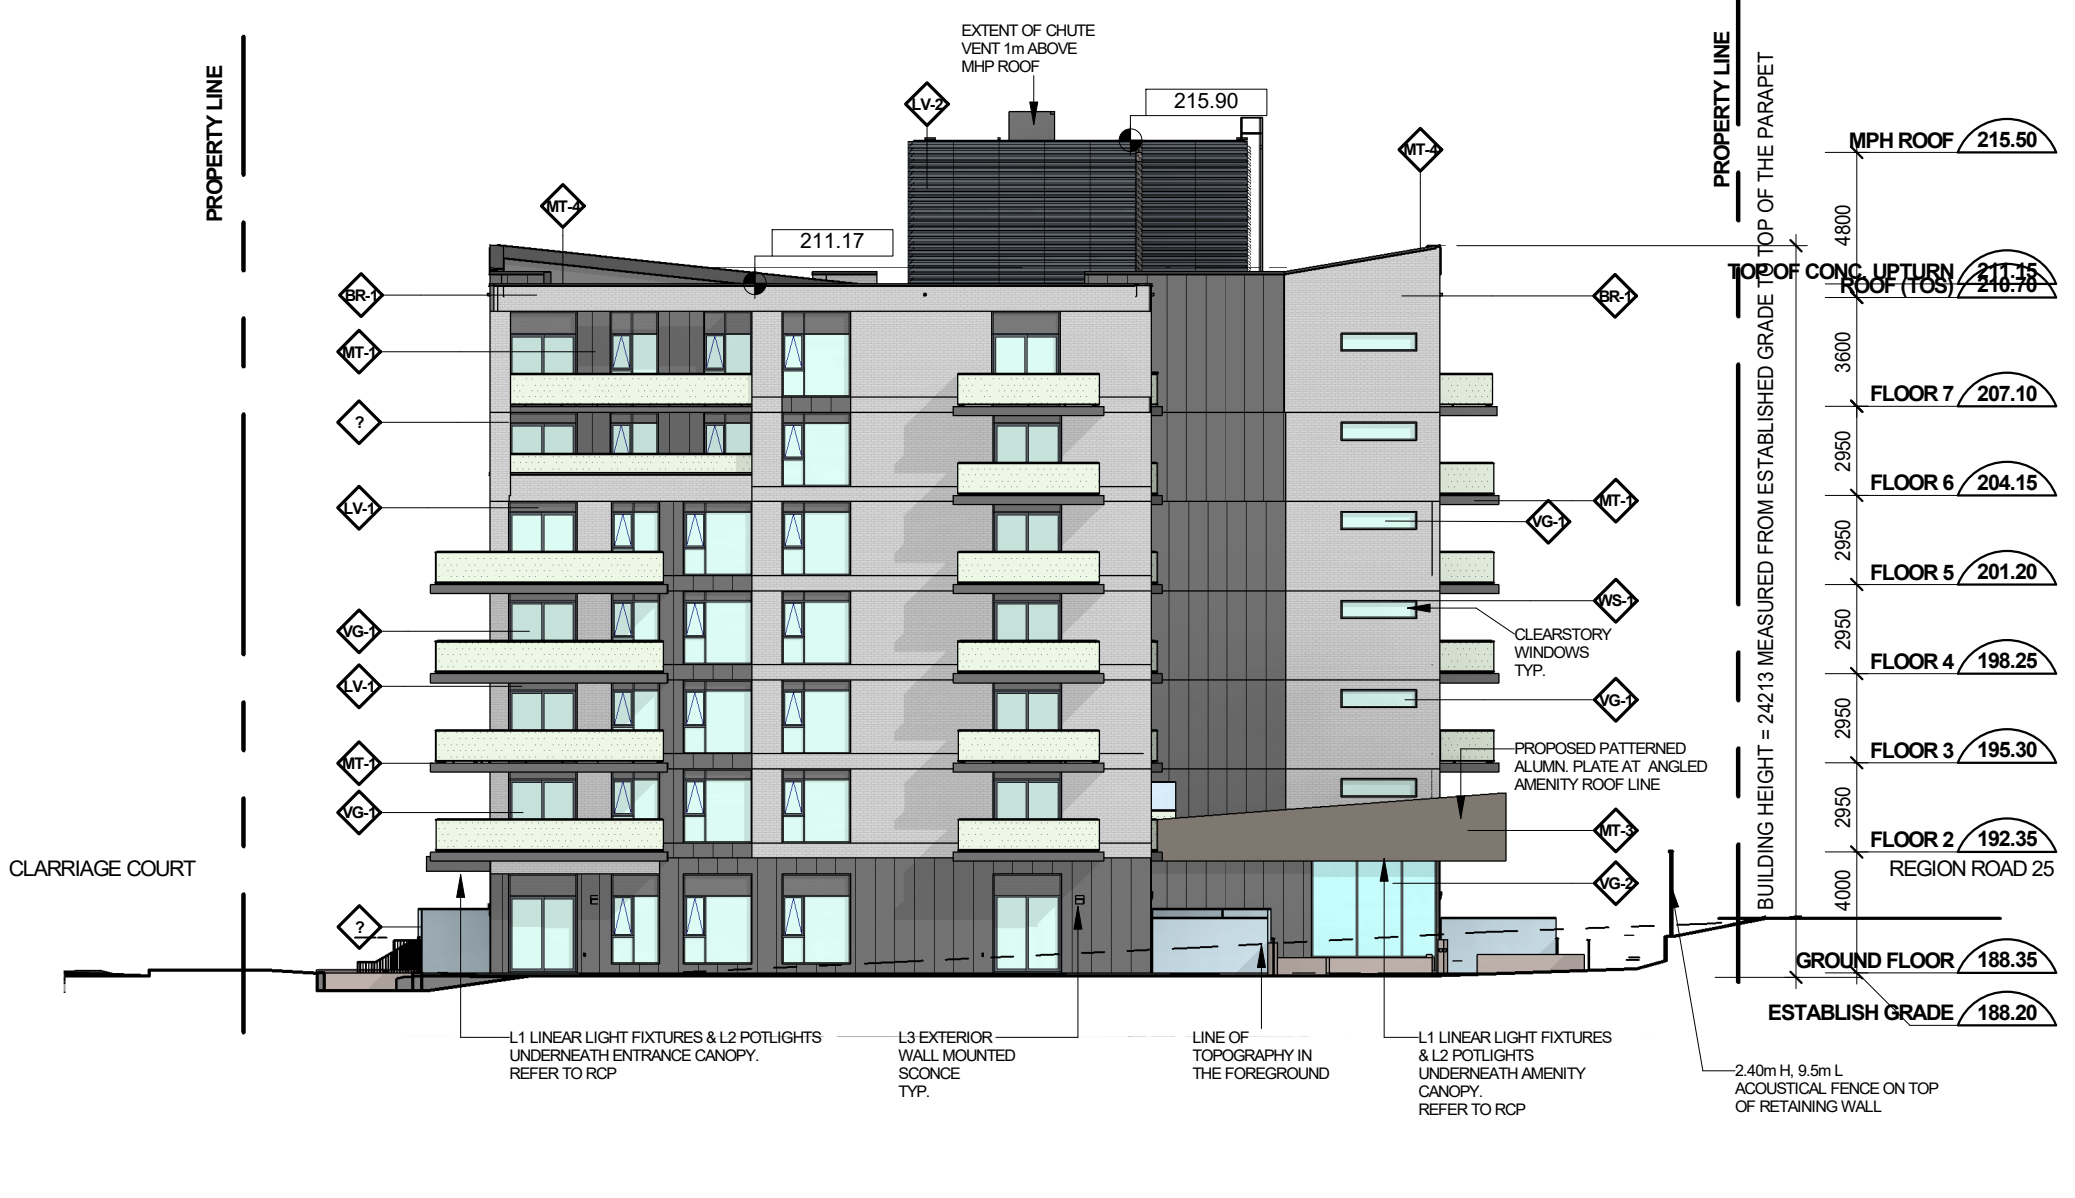 EXTENT OF CHUTE
VENT 1m ABOVE
MHP ROOF
PROPERTY LINE
PROPERTY LINE
LV-2
215.90
MT-4
MT-4
211.17
BR-1
MT-1
?
LV-1
VG-1
LV-1
MT-1
VG-1
?
BR-1
MT-1
VG-1
WS-1
CLEARSTORY
WINDOWS
TYP.
VG-1
PROPOSED PATTERNED
ALUMN. PLATE AT ANGLED
AMENITY ROOF LINE
MT-3
VG-2
CLARRIAGE COURT
BUILDING HEIGHT = 24213 MEASURED FROM ESTABLISHED GRADE TO TOP OF THE PARAPET
MPH ROOF 215.50
4800
TOP OF CONC. UPTURN 211.15
ROOF (TOS) 210.70
3600
FLOOR 7 207.10
2950
FLOOR 6 204.15
2950
FLOOR 5 201.20
2950
FLOOR 4 198.25
2950
FLOOR 3 195.30
2950
FLOOR 2 192.35
REGION ROAD 25
4000
GROUND FLOOR 188.35
ESTABLISH GRADE 188.20
L1 LINEAR LIGHT FIXTURES & L2 POTLIGHTS
UNDERNEATH ENTRANCE CANOPY.
REFER TO RCP
L3 EXTERIOR
WALL MOUNTED
SCONCE
TYP.
LINE OF
TOPOGRAPHY IN
THE FOREGROUND
L1 LINEAR LIGHT FIXTURES
& L2 POTLIGHTS
UNDERNEATH AMENITY
CANOPY.
REFER TO RCP
2.40m H, 9.5m L
ACOUSTICAL FENCE ON TOP
OF RETAINING WALL